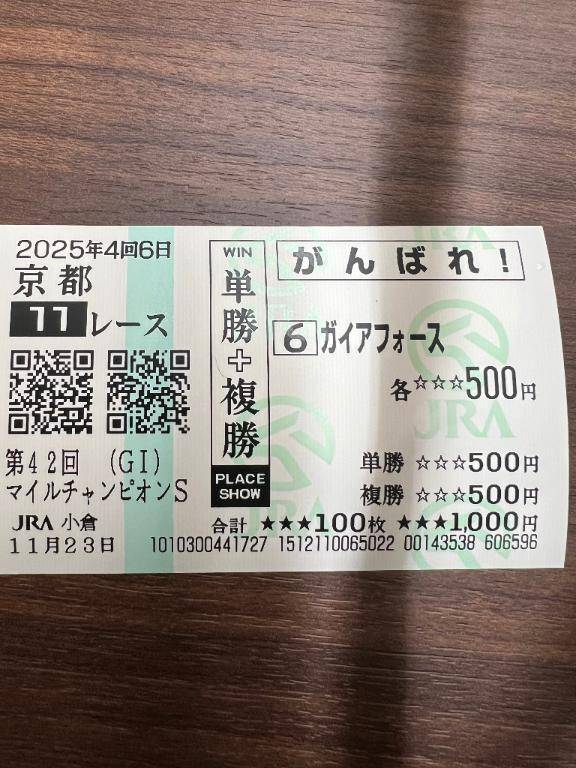 2025年4回6日
京都
11レース
第42回 (GI)
マイルチャンピオンS
JRA 小倉
11月23日
WIN
単勝+複勝
PLACE
SHOW
がんばれ!
6 ガイアフォース
各☆☆☆500円
JRA
単勝 ☆☆☆500円
複勝 ☆☆☆500円
合計 ★★★100枚 ★★★1,000円
1010300441727 1512110065022 00143538 606596